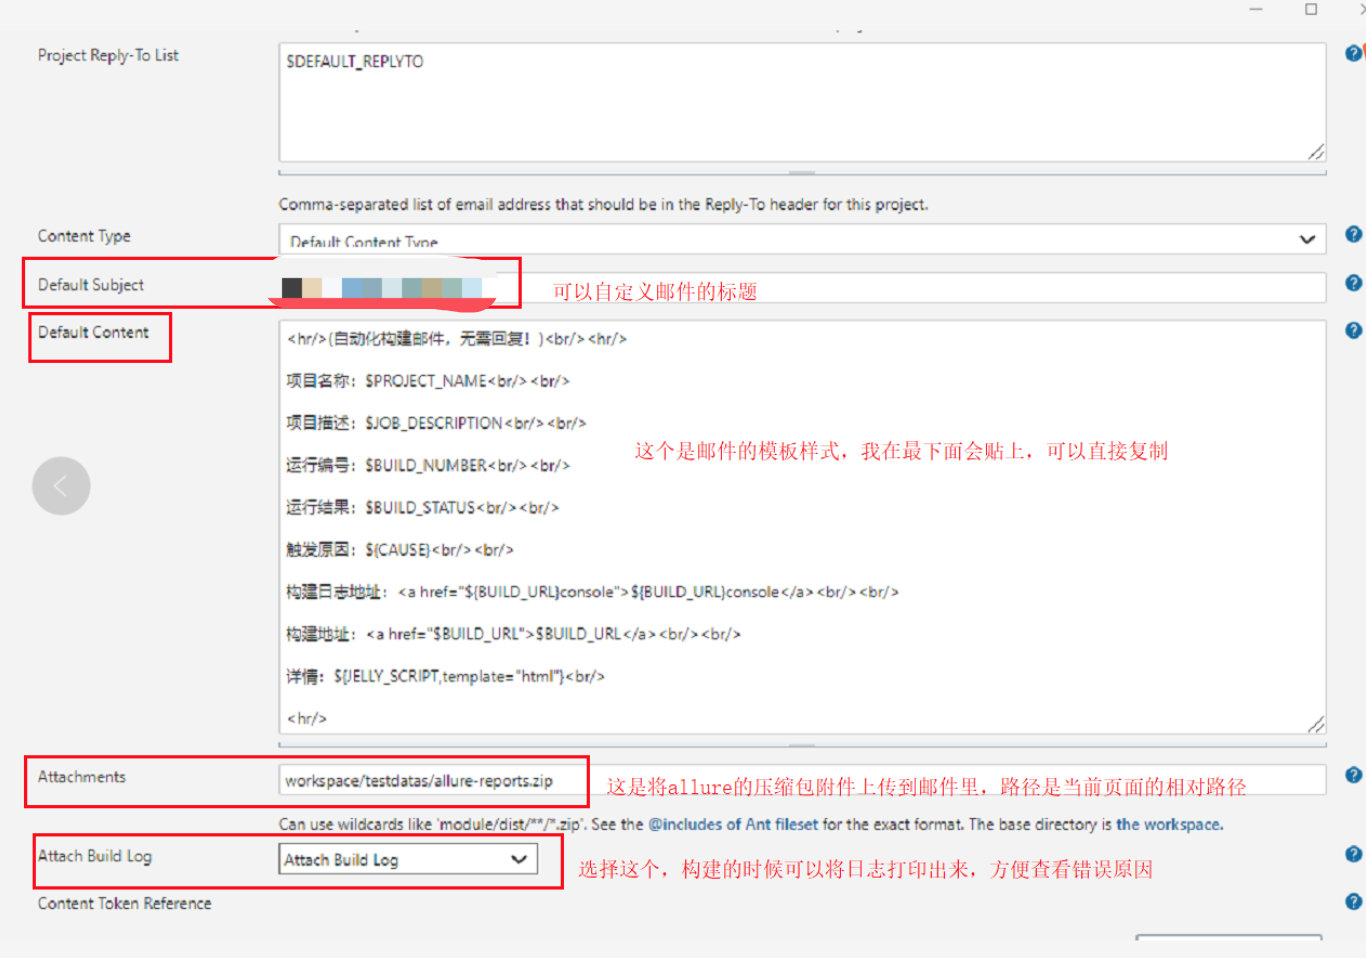 Project Reply-To List
$DEFAULT_REPLYTO
Comma-separated list of email address that should be in the Reply-To header for this project.
Content Type
Default Content Type
Default Subject
可以自定义邮件的标题
Default Content
<hr/>(自动化构建邮件，无需回复！)<br/><hr/>
项目名称：$PROJECT_NAME<br/><br/>
项目描述：$JOB_DESCRIPTION<br/><br/>
这个是邮件的模板样式，我在最下面会贴上，可以直接复制
运行编号：$BUILD_NUMBER<br/><br/>
运行结果：$BUILD_STATUS<br/><br/>
触发原因：${CAUSE}<br/><br/>
构建日志地址：<a href="${BUILD_URL}console">${BUILD_URL}console</a><br/><br/>
构建地址：<a href="$BUILD_URL">$BUILD_URL</a><br/><br/>
详情：${JELLY_SCRIPT,template="html"}<br/>
<hr/>
Attachments
workspace/testdatas/allure-reports.zip
这是将allure的压缩包附件上传到邮件里，路径是当前页面的相对路径
Can use wildcards like 'module/dist/**/*.zip'. See the @includes of Ant fileset for the exact format. The base directory is the workspace.
Attach Build Log
Attach Build Log
选择这个，构建的时候可以将日志打印出来，方便查看错误原因
Content Token Reference